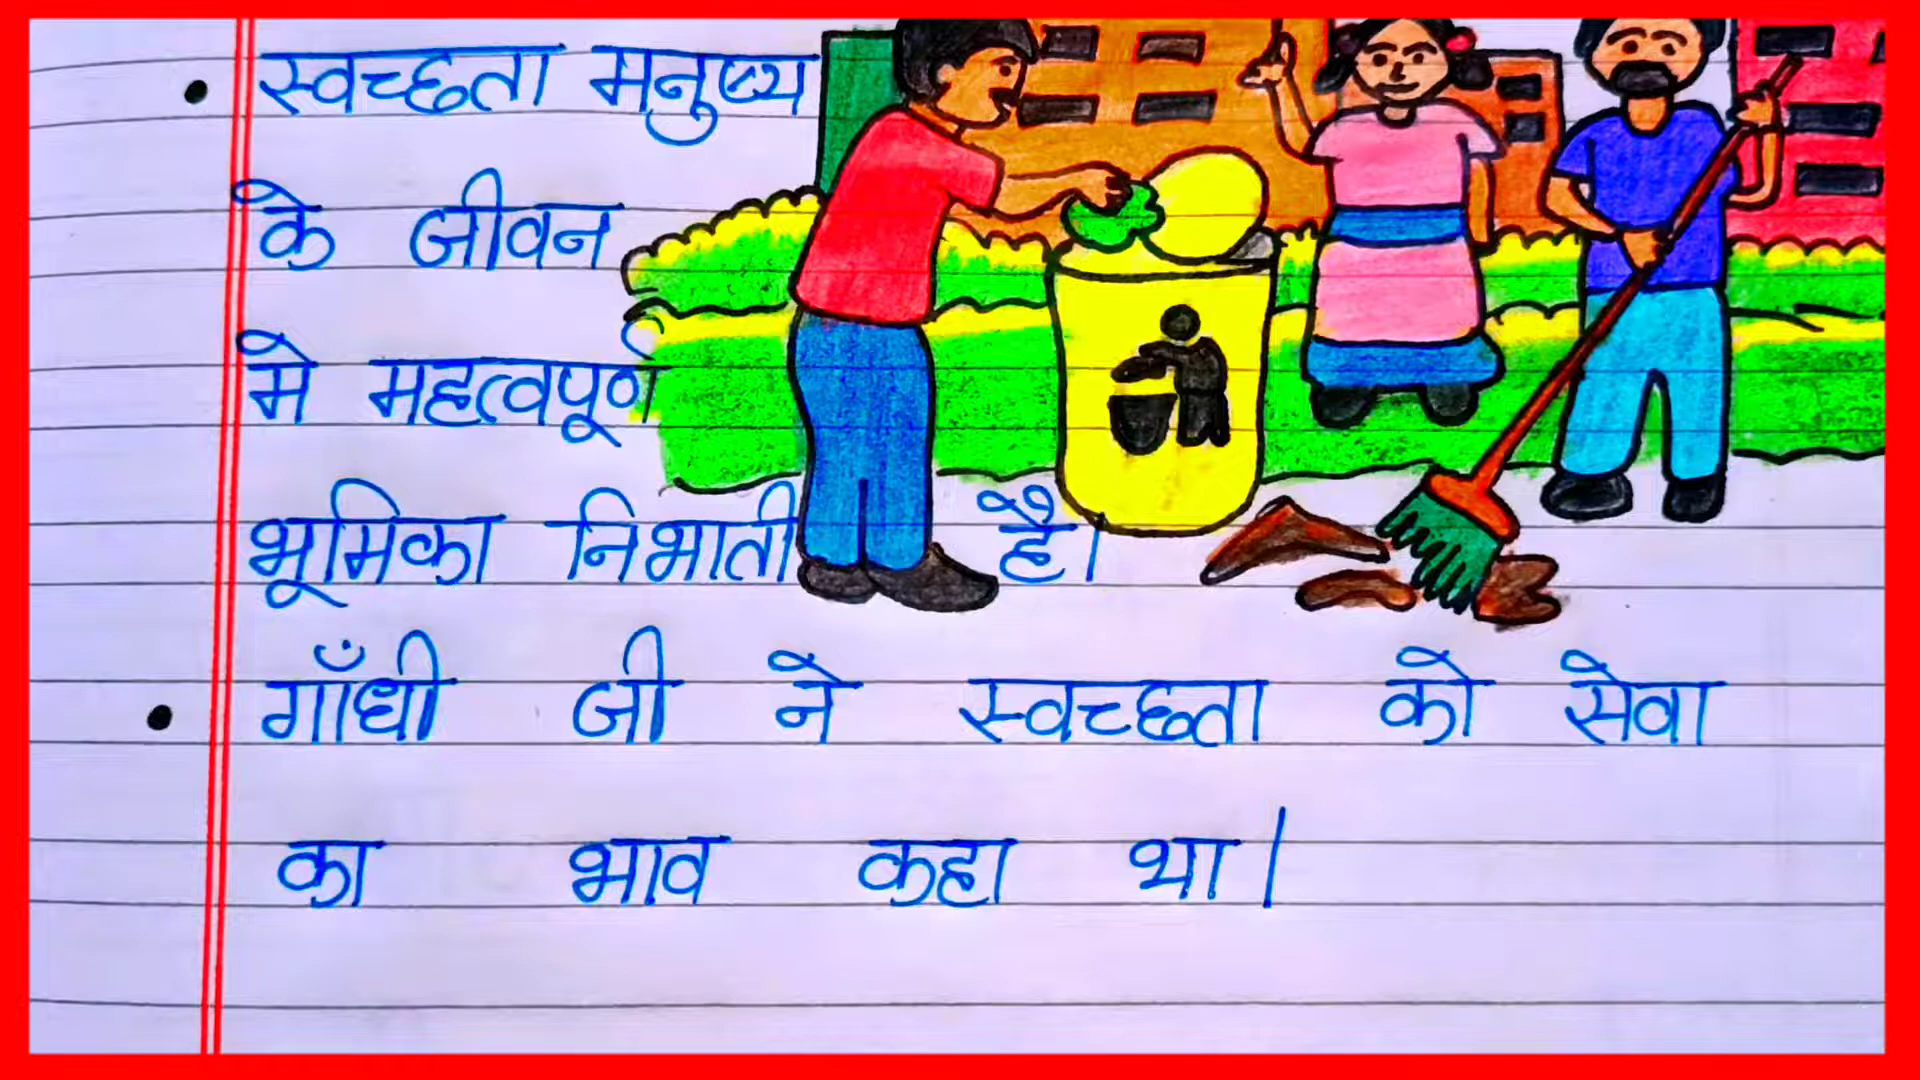 • स्वच्छता मनुष्य
के जीवन
मे महत्वपूर्ण
भूमिका निभाती है।
• गाँधी जी ने स्वच्छता को सेवा
का भाव कहा था।